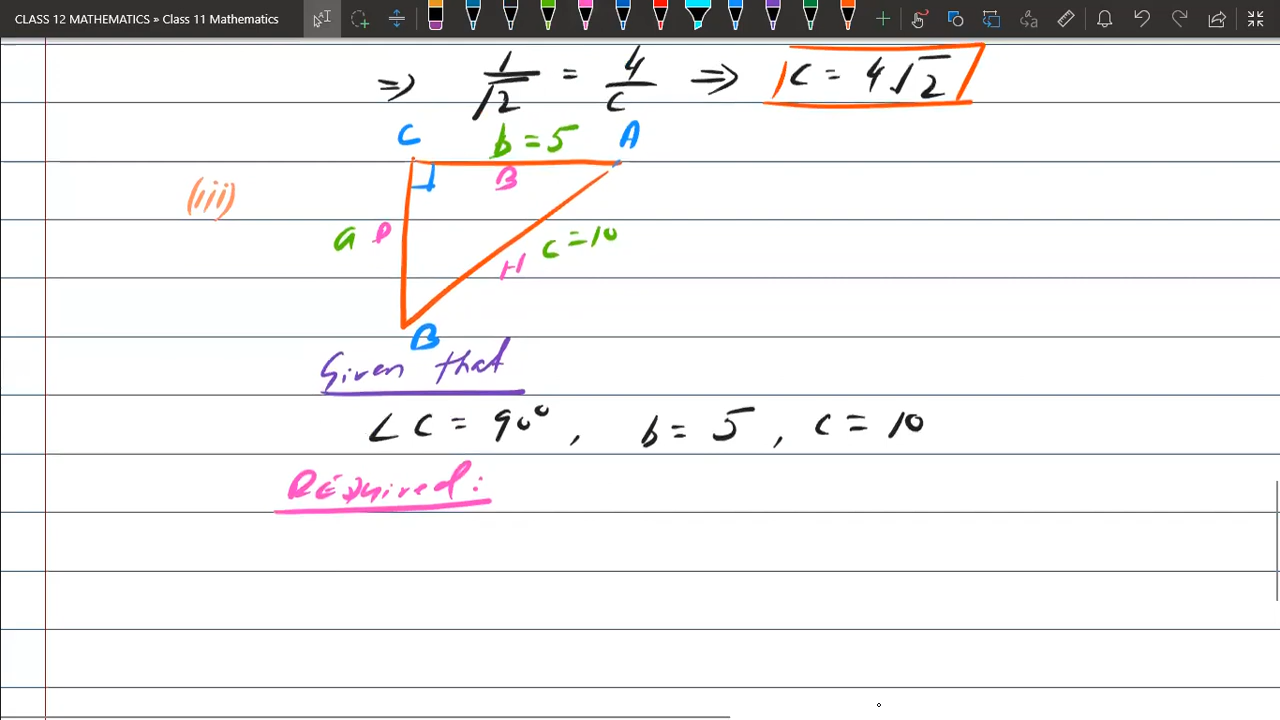 CLASS 12 MATHEMATICS » Class 11 Mathematics
⇒ 1/√2 = 4/c ⇒ c = 4√2
C b = 5 A
B
(iii)
a P c = 10
H
B
Given that
∠C = 90°, b = 5, c = 10
Required: